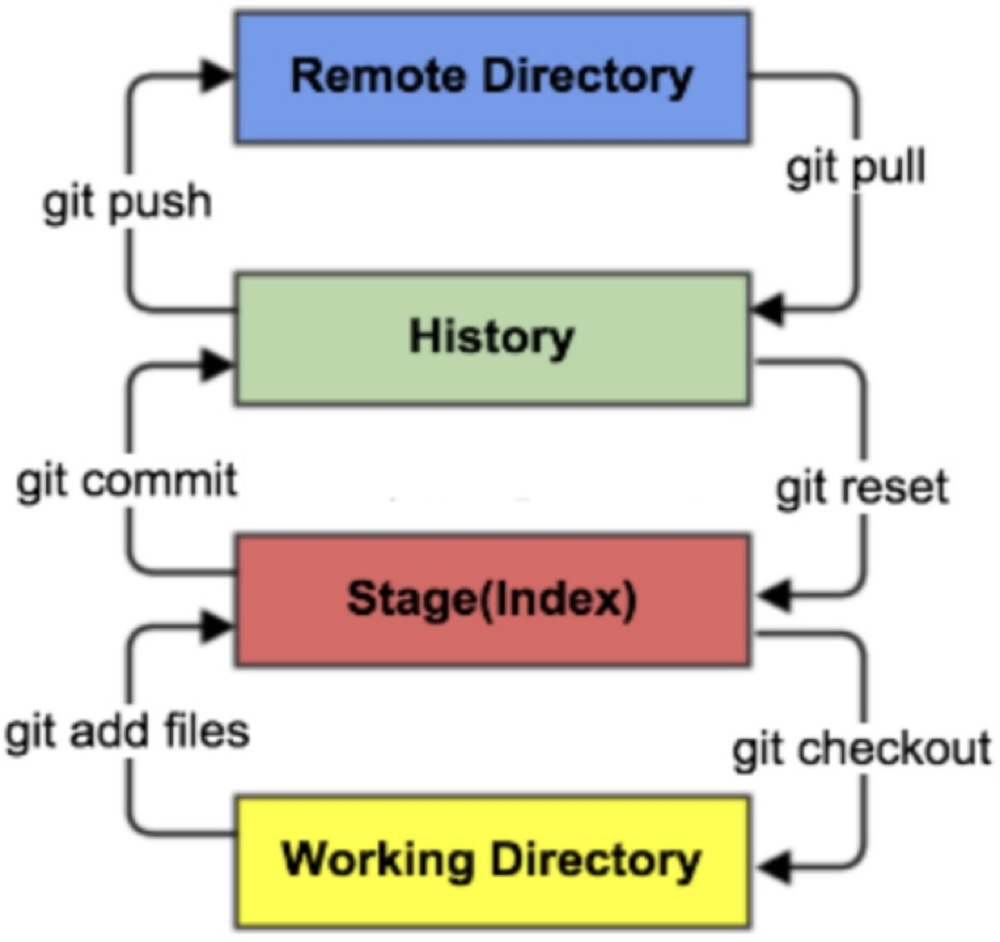 Remote Directory
git pull
git push
History
git commit
git reset
Stage(Index)
git add files
git checkout
Working Directory